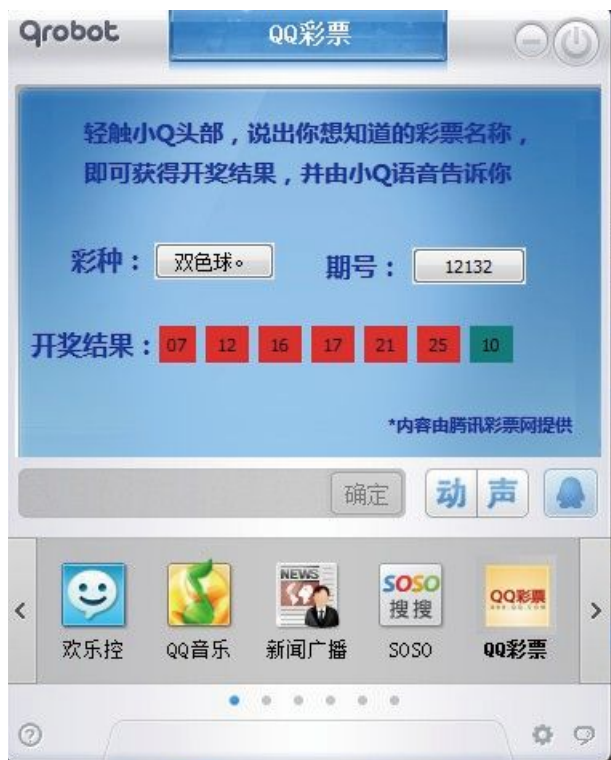 Qrobot
QQ彩票
轻触小Q头部，说出你想知道的彩票名称，
即可获得开奖结果，并由小Q语音告诉你
彩种： 双色球。 期号： 12132
开奖结果： 07 12 16 17 21 25 10
*内容由腾讯彩票网提供
确定 动 声
NEWS SOSO 搜搜 QQ彩票
欢乐控 QQ音乐 新闻广播 SOSO QQ彩票